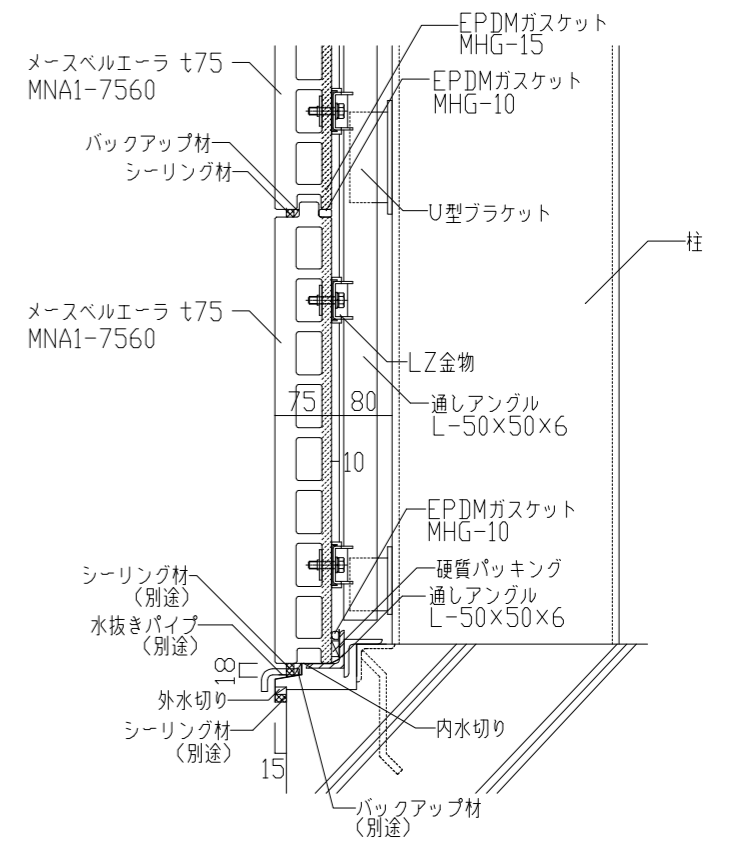 EPDMガスケット
MHG-15
メースベルエーラ t75
MNA1-7560
EPDMガスケット
MHG-10
バックアップ材
シーリング材
U型ブラケット
柱
メースベルエーラ t75
MNA1-7560
LZ金物
75
80
通しアングル
L-50×50×6
10
EPDMガスケット
MHG-10
硬質パッキング
シーリング材
(別途)
通しアングル
L-50×50×6
水抜きパイプ
(別途)
18
外水切り
シーリング材
(別途)
内水切り
15
バックアップ材
(別途)